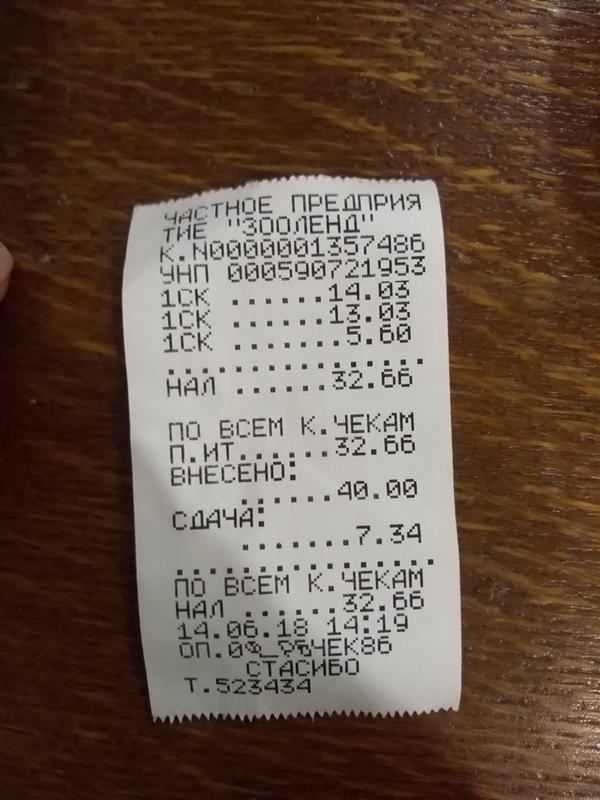 ЧАСТНОЕ ПРЕДПРИЯ
ТИЕ "ЗООЛЕНД"
К.N0000001357486
УНП 000590721953
1СК ......14.03
1СК ......13.03
1СК .......5.60
................
НАЛ ......32.66
ПО ВСЕМ К.ЧЕКАМ
П.ИТ......32.66
ВНЕСЕНО:
......40.00
СДАЧА:
.......7.34
................
ПО ВСЕМ К.ЧЕКАМ
НАЛ ......32.66
14.06.18 14:19
ЧЕК86
СТАСИБО
Т.523434